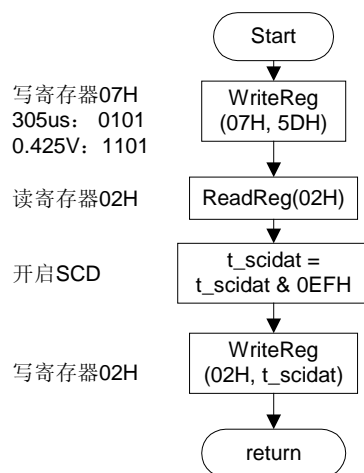 Start
写寄存器07H
305us： 0101
0.425V：1101
WriteReg
(07H, 5DH)
读寄存器02H
ReadReg(02H)
开启SCD
t_scidat =
t_scidat & 0EFH
写寄存器02H
WriteReg
(02H, t_scidat)
return